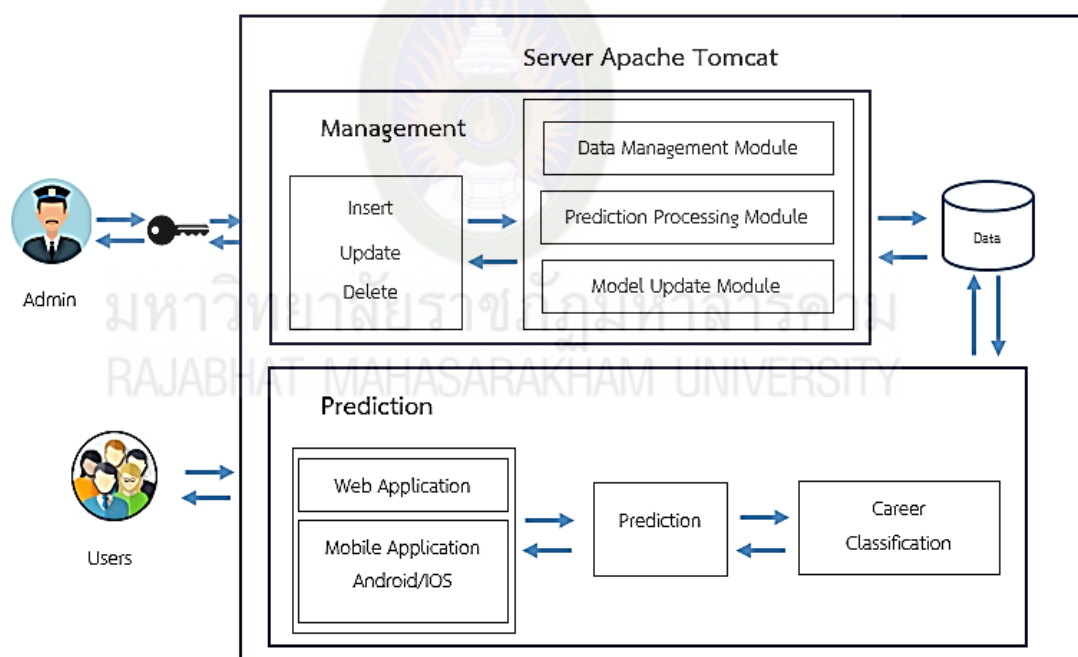 Server Apache Tomcat
Management
Insert
Update
Delete
Data Management Module
Prediction Processing Module
Model Update Module
Data
Admin
มหาวิทยาลัยราชภัฏมหาสารคาม
RAJABHAT MAHASARAKHAM UNIVERSITY
Prediction
Web Application
Mobile Application
Android/IOS
Prediction
Career
Classification
Users